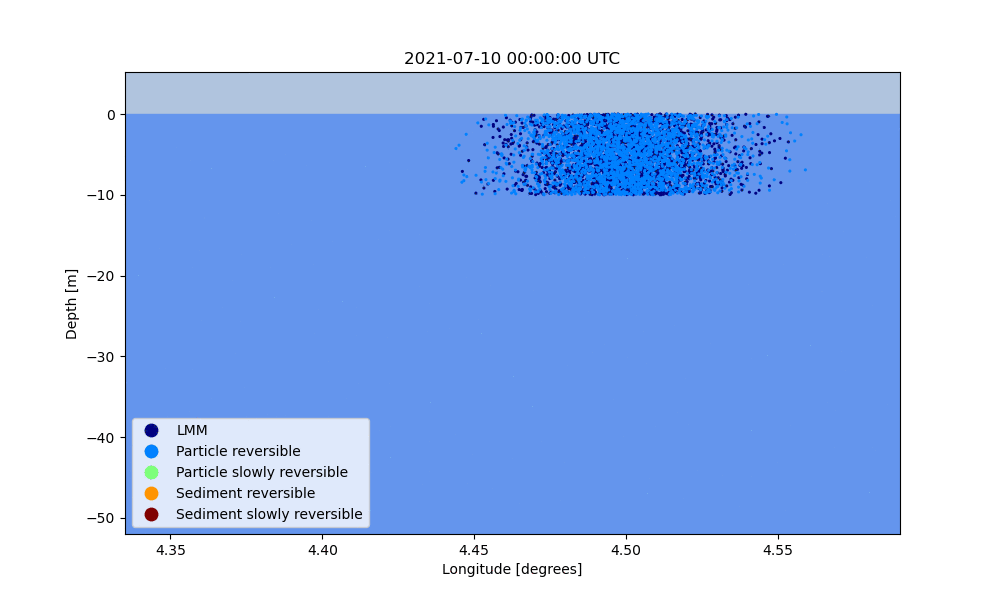 2021-07-10 00:00:00 UTC
0
−10
−20
−30
−40
−50
Depth [m]
LMM
Particle reversible
Particle slowly reversible
Sediment reversible
Sediment slowly reversible
4.35 4.40 4.45 4.50 4.55
Longitude [degrees]